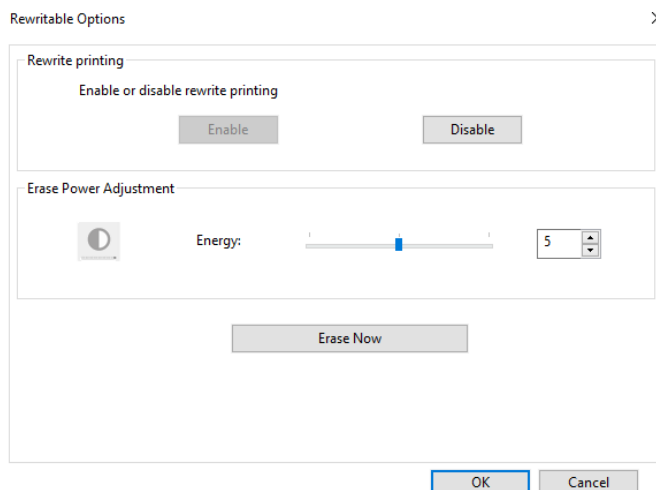 Rewritable Options
Rewrite printing
Enable or disable rewrite printing
Enable Disable
Erase Power Adjustment
Energy: 5
Erase Now
OK Cancel